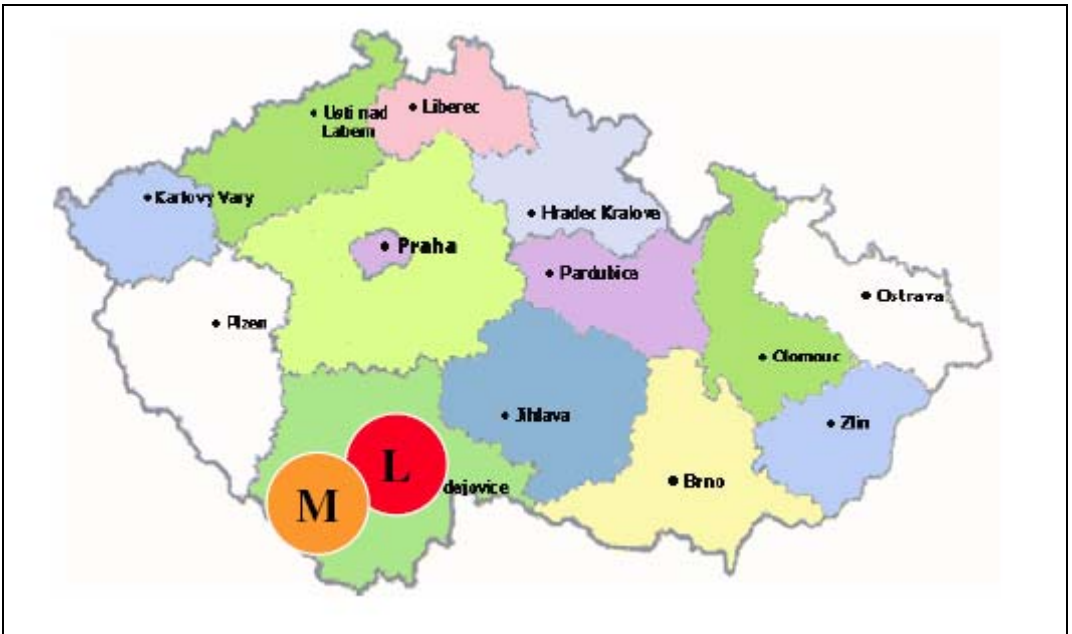 Liberec
Usti nad
Labem
Karlovy Vary
Hradec Kralove
Praha
Pardubice
Ostrava
Plzen
Olomouc
Jihlava
Zlin
L
Brno
dejovice
M